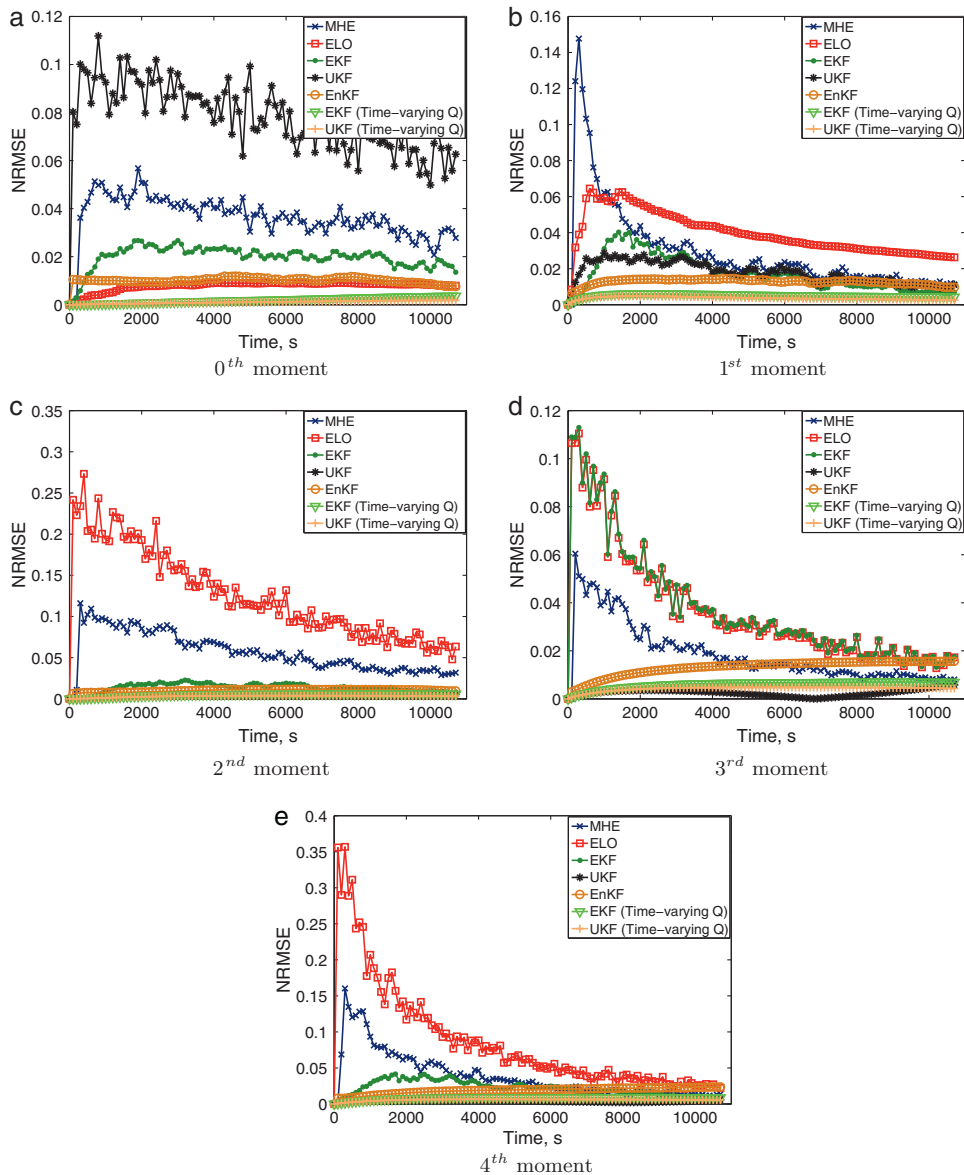 a
0.12
0.1
0.08
0.06
0.04
0.02
0
NRMSE
MHE
ELO
EKF
UKF
EnKF
EKF (Time−varying Q)
UKF (Time−varying Q)
0 2000 4000 6000 8000 10000
Time, s
0th moment
b
0.16
0.14
0.12
0.1
0.08
0.06
0.04
0.02
0
NRMSE
MHE
ELO
EKF
UKF
EnKF
EKF (Time−varying Q)
UKF (Time−varying Q)
0 2000 4000 6000 8000 10000
Time, s
1st moment
c
0.35
0.3
0.25
0.2
0.15
0.1
0.05
0
NRMSE
MHE
ELO
EKF
UKF
EnKF
EKF (Time−varying Q)
UKF (Time−varying Q)
0 2000 4000 6000 8000 10000
Time, s
2nd moment
d
0.12
0.1
0.08
0.06
0.04
0.02
0
NRMSE
MHE
ELO
EKF
UKF
EnKF
EKF (Time−varying Q)
UKF (Time−varying Q)
0 2000 4000 6000 8000 10000
Time, s
3rd moment
e
0.4
0.35
0.3
0.25
0.2
0.15
0.1
0.05
0
NRMSE
MHE
ELO
EKF
UKF
EnKF
EKF (Time−varying Q)
UKF (Time−varying Q)
0 2000 4000 6000 8000 10000
Time, s
4th moment